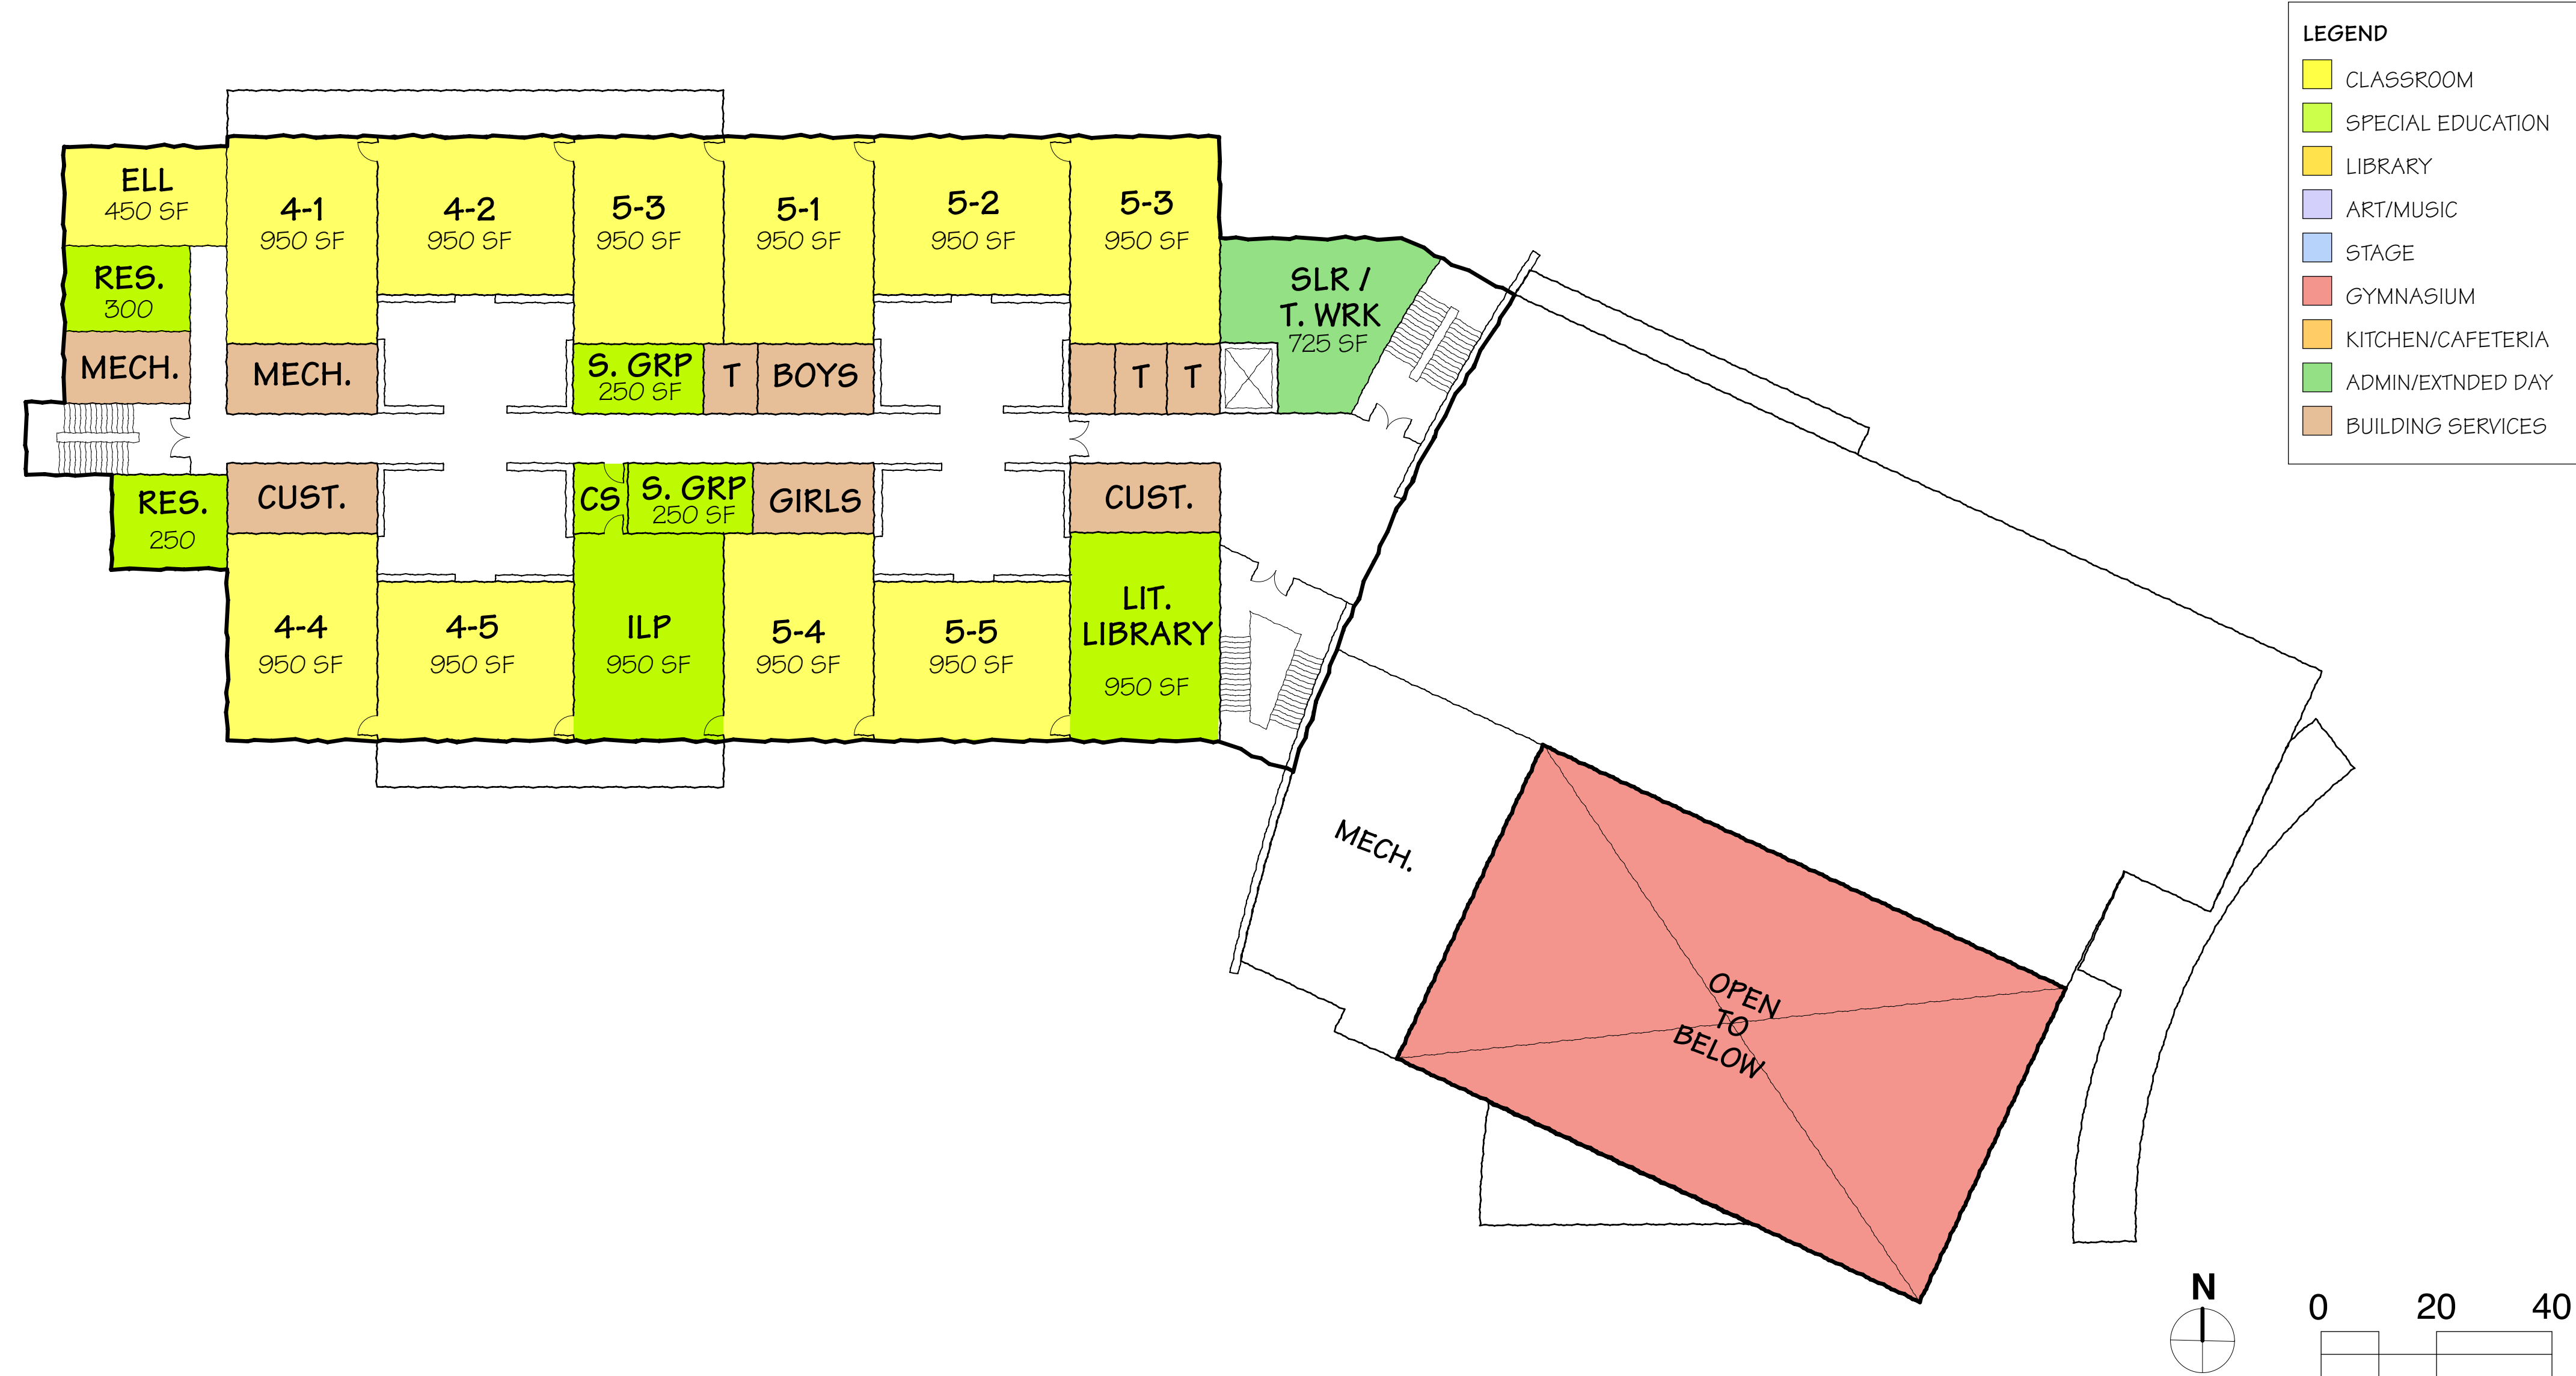 LEGEND
CLASSROOM
SPECIAL EDUCATION
LIBRARY
ART/MUSIC
STAGE
GYMNASIUM
KITCHEN/CAFETERIA
ADMIN/EXTNDED DAY
BUILDING SERVICES
ELL
450 SF
4-1
950 SF
4-2
950 SF
5-3
950 SF
5-1
950 SF
5-2
950 SF
5-3
950 SF
RES.
300
SLR /
T. WRK
725 SF
MECH.
MECH.
S. GRP
250 SF
T
BOYS
T
T
RES.
250
CUST.
CS
S. GRP
250 SF
GIRLS
CUST.
4-4
950 SF
4-5
950 SF
ILP
950 SF
5-4
950 SF
5-5
950 SF
LIT.
LIBRARY
950 SF
MECH.
OPEN
TO
BELOW
N
0 20 40